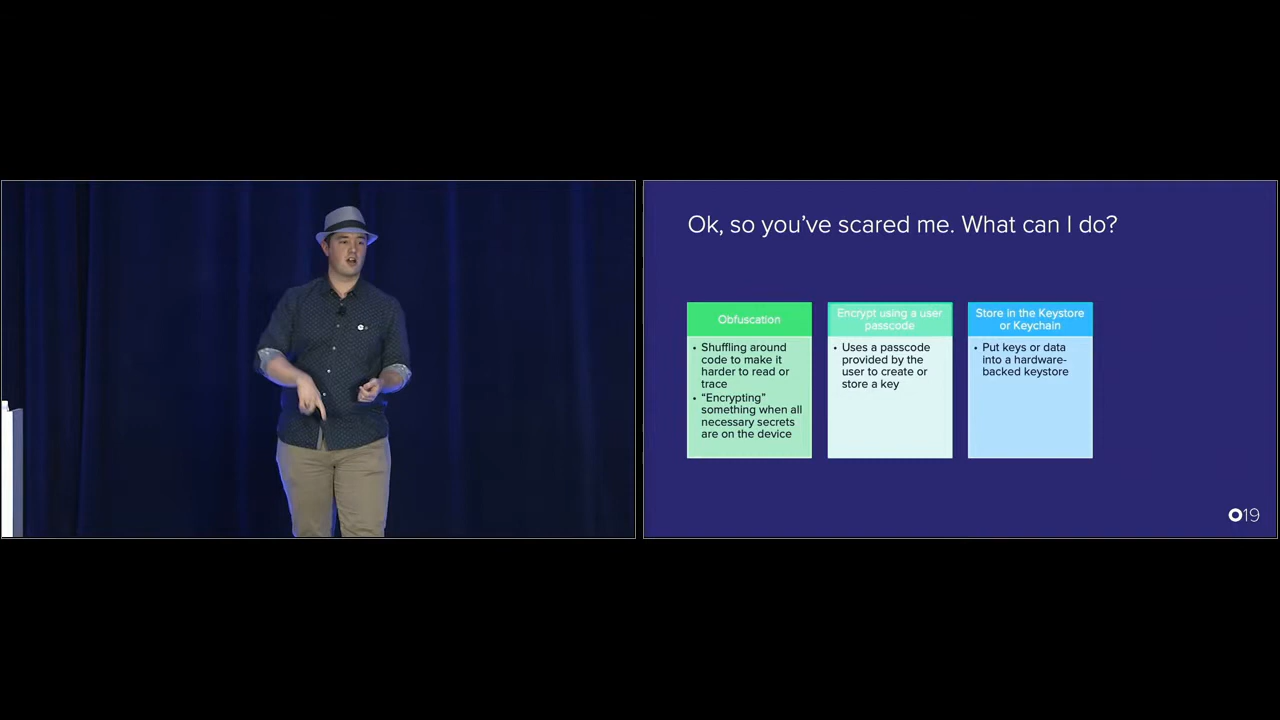 Ok, so you’ve scared me. What can I do?
Obfuscation
• Shuffling around
code to make it
harder to read or
trace
• “Encrypting”
something when all
necessary secrets
are on the device
Encrypt using a user
passcode
• Uses a passcode
provided by the
user to create or
store a key
Store in the Keystore
or Keychain
• Put keys or data
into a hardware-
backed keystore
O19